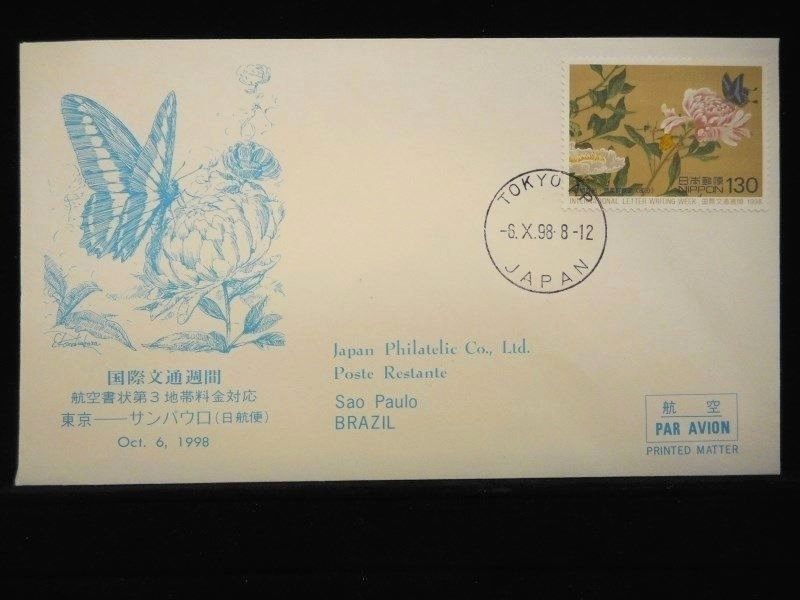 日本郵便
NIPPON 130
INTERNATIONAL LETTER WRITING WEEK 国際文通週間 1998
TOKYO AP
-6.X.98·8-12
JAPAN
国際文通週間
航空書状第3地帯料金対応
東京——サンパウロ(日航便)
Oct. 6, 1998
Japan Philatelic Co., Ltd.
Poste Restante
Sao Paulo
BRAZIL
航空
PAR AVION
PRINTED MATTER